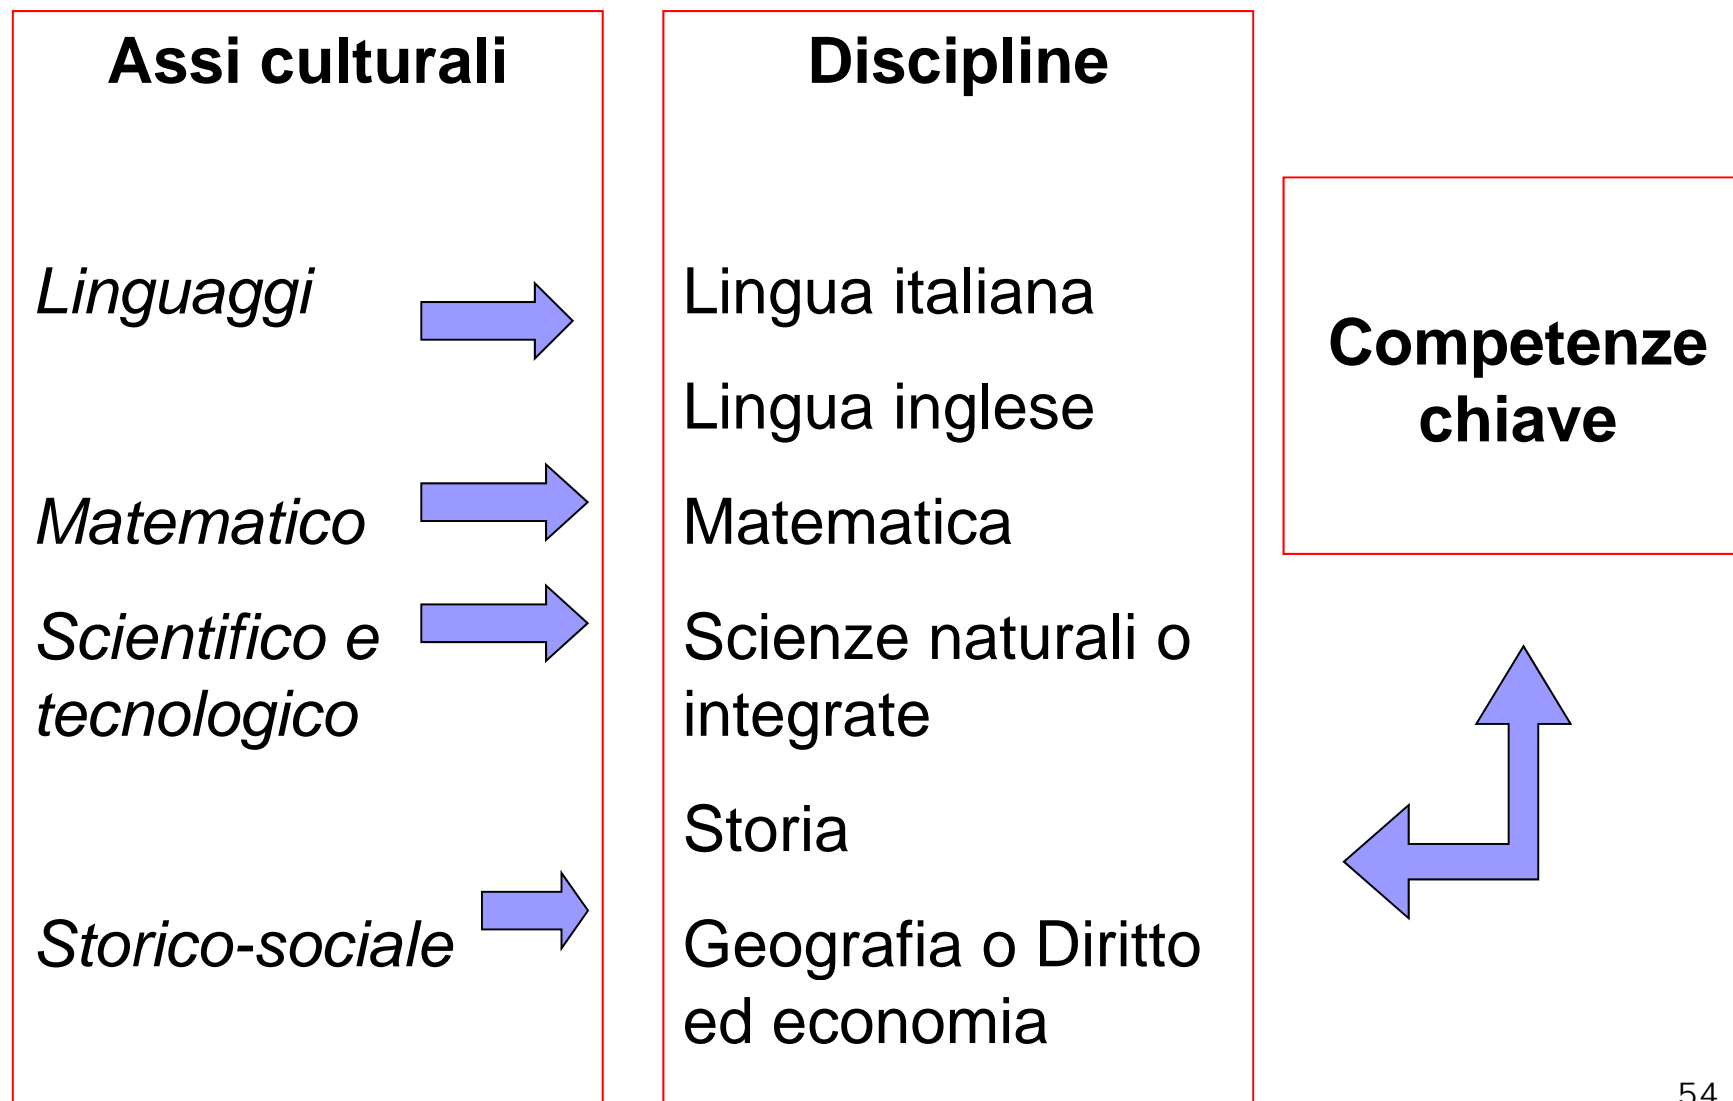 Assi culturali
Linguaggi
Matematico
Scientifico e
tecnologico
Storico-sociale
Discipline
Lingua italiana
Lingua inglese
Matematica
Scienze naturali o
integrate
Storia
Geografia o Diritto
ed economia
Competenze
chiave
54